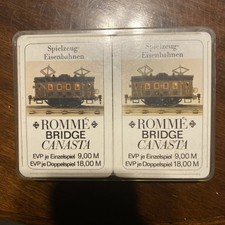 Spielzeug-
Eisenbahnen
ROMMÉ
BRIDGE
CANASTA
EVP je Einzelspiel 9,00 M
EVP je Doppelspiel 18,00 M
Spielzeug-
Eisenbahnen
ROMMÉ
BRIDGE
CANASTA
EVP je Einzelspiel 9,00 M
EVP je Doppelspiel 18,00 M